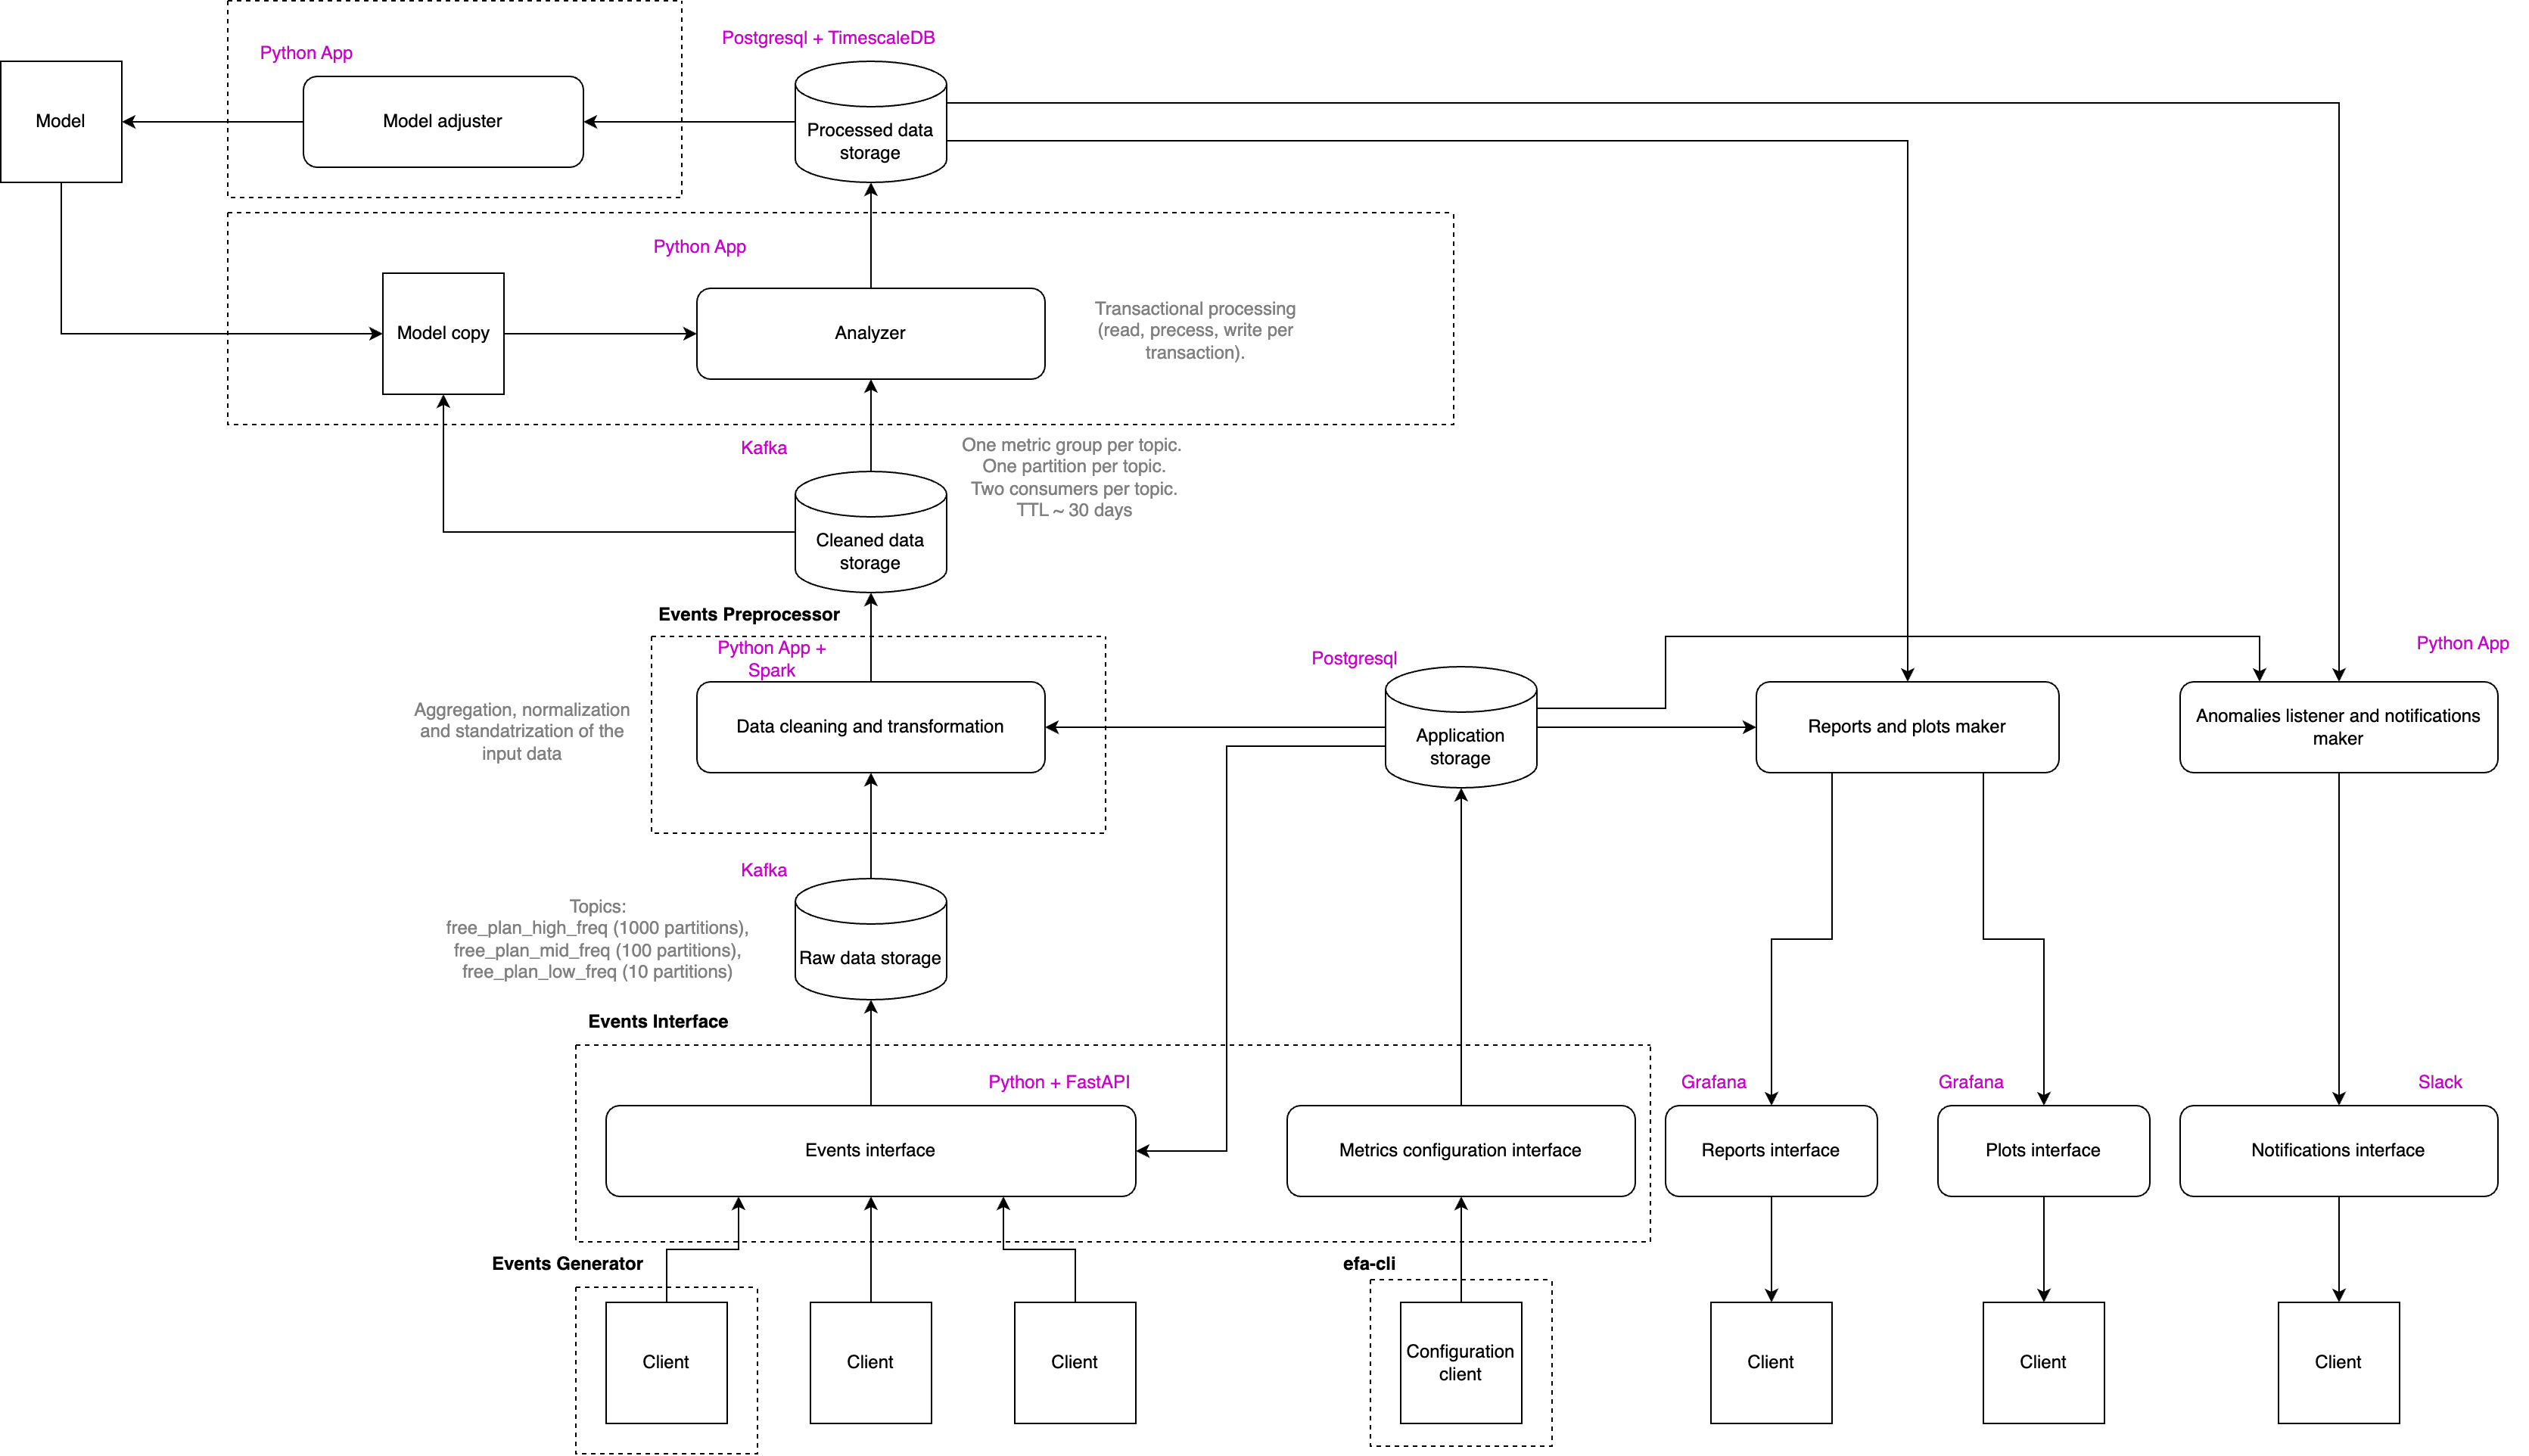 Postgresql + TimescaleDB
Python App
Model
Model adjuster
Processed data
storage
Python App
Model copy
Analyzer
Transactional processing
(read, precess, write per
transaction).
Kafka
One metric group per topic.
One partition per topic.
Two consumers per topic.
TTL ~ 30 days
Cleaned data
storage
Events Preprocessor
Python App +
Spark
Postgresql
Python App
Aggregation, normalization
and standatrization of the
input data
Data cleaning and transformation
Application
storage
Reports and plots maker
Anomalies listener and notifications
maker
Kafka
Topics:
free_plan_high_freq (1000 partitions),
free_plan_mid_freq (100 partitions),
free_plan_low_freq (10 partitions)
Raw data storage
Events Interface
Python + FastAPI
Grafana
Grafana
Slack
Events interface
Metrics configuration interface
Reports interface
Plots interface
Notifications interface
Events Generator
efa-cli
Client
Client
Client
Configuration
client
Client
Client
Client